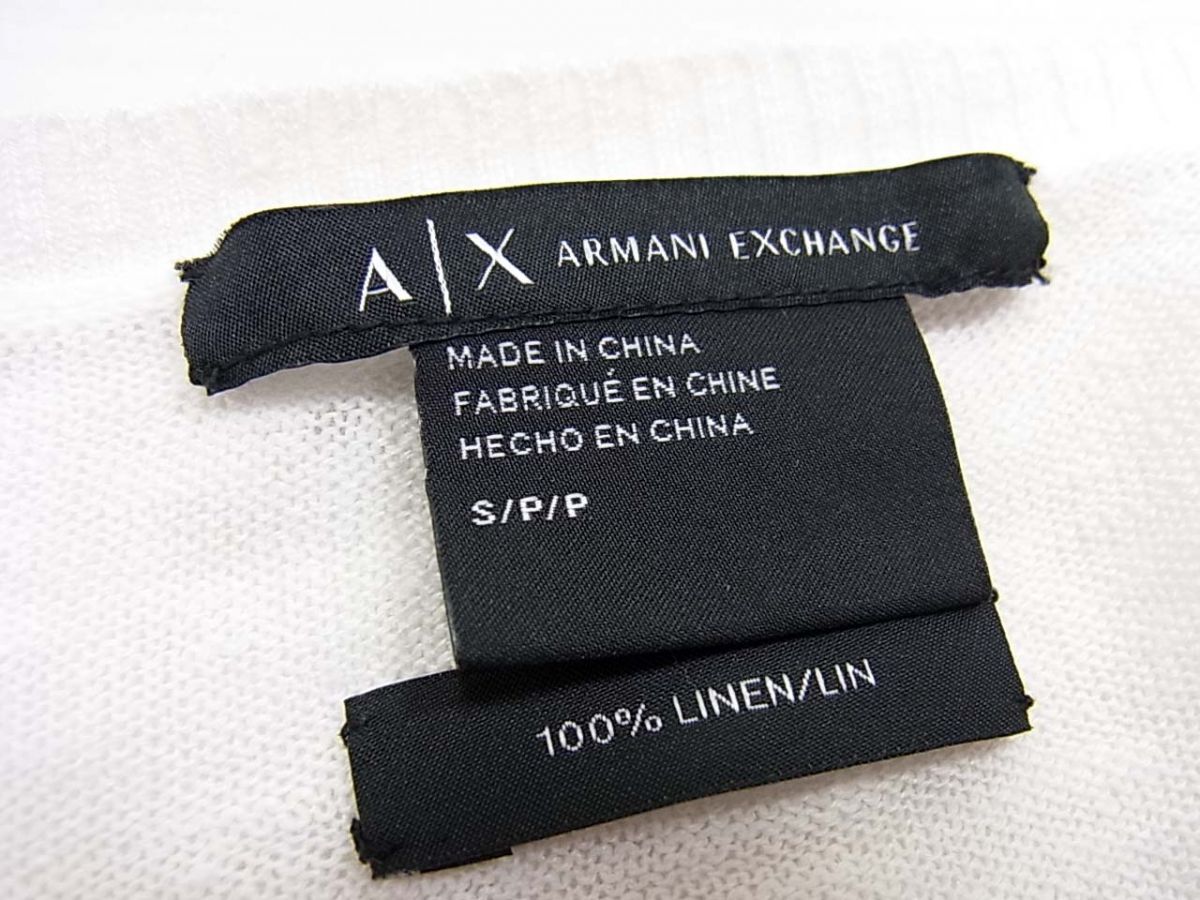 A|X ARMANI EXCHANGE
MADE IN CHINA
FABRIQUÉ EN CHINE
HECHO EN CHINA
S/P/P
100% LINEN/LIN